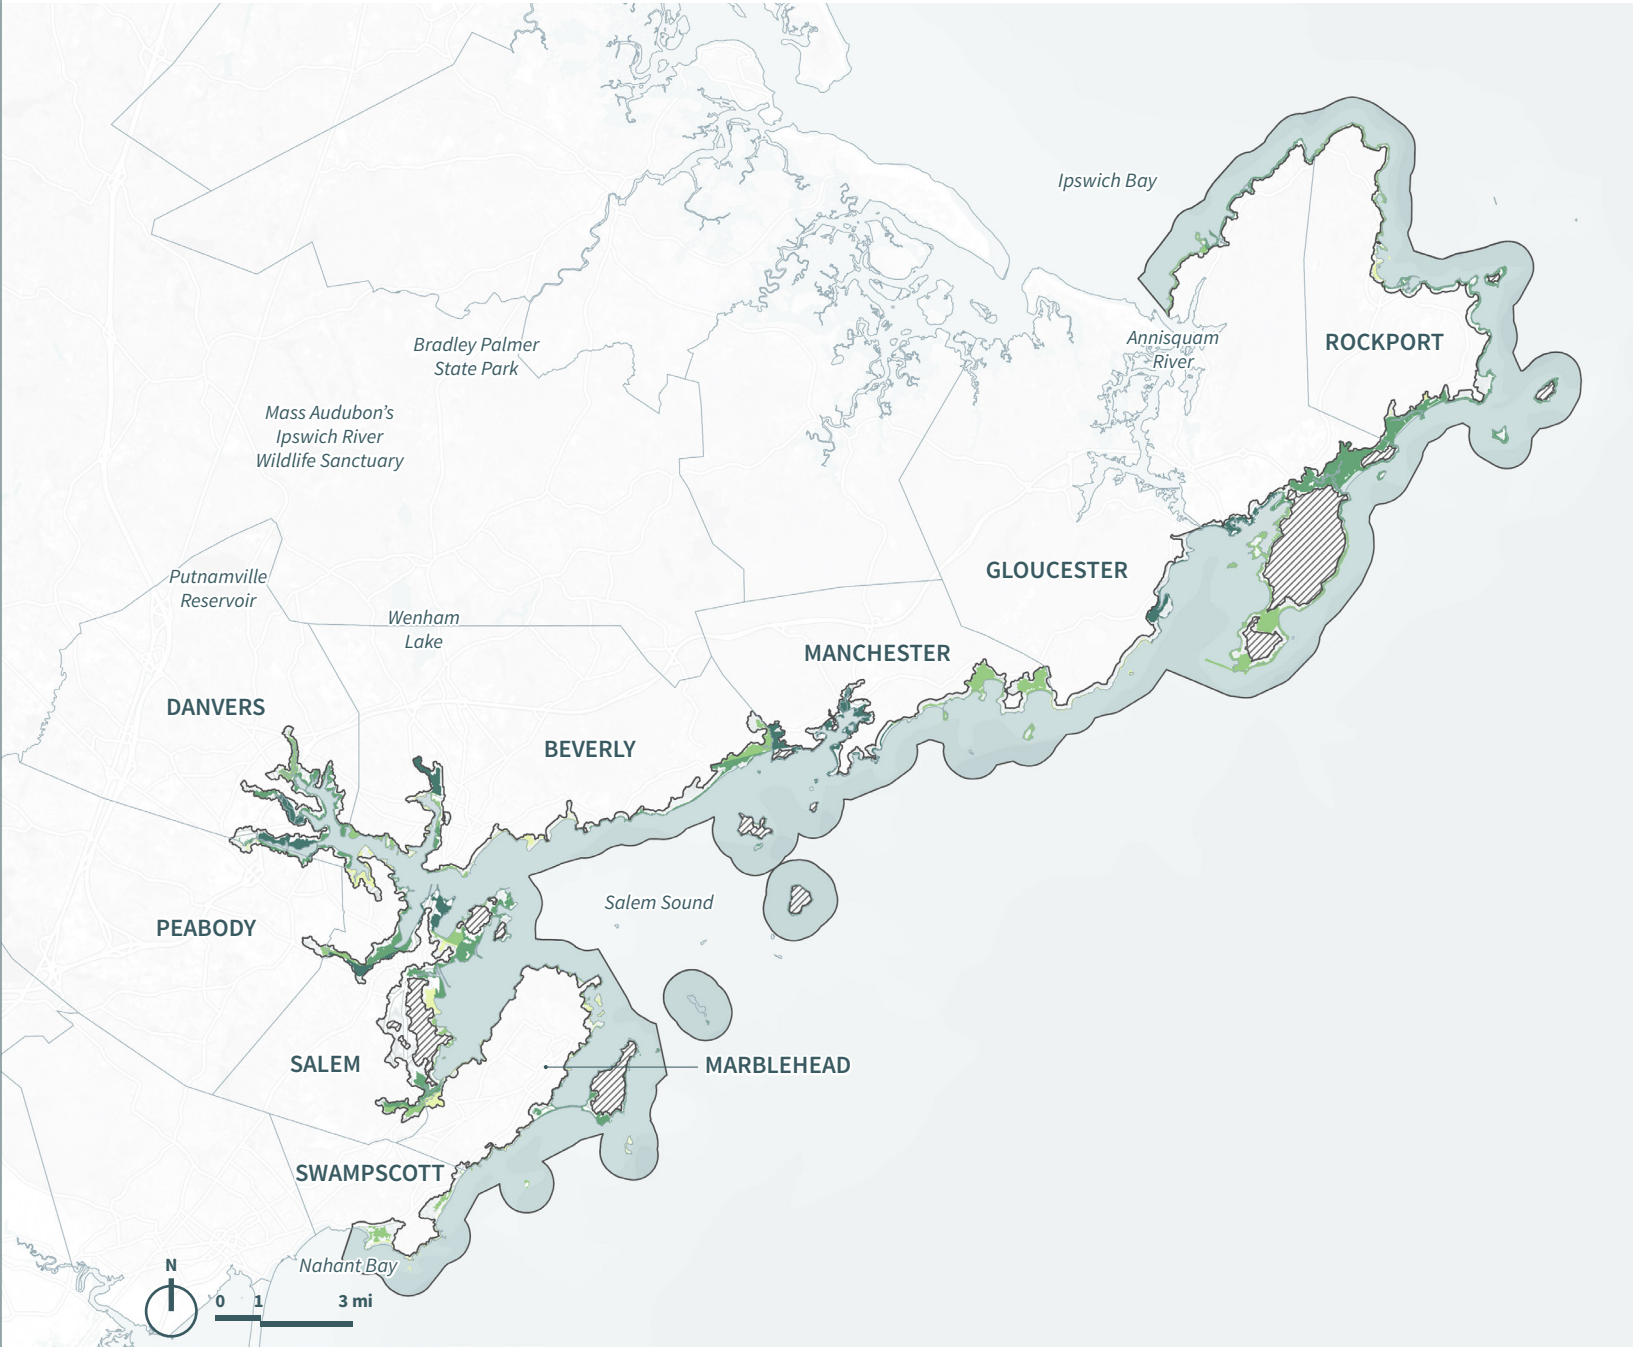 Ipswich Bay
Annisquam
River
ROCKPORT
Bradley Palmer
State Park
Mass Audubon’s
Ipswich River
Wildlife Sanctuary
GLOUCESTER
Putnamville
Reservoir
Wenham
Lake
MANCHESTER
DANVERS
BEVERLY
Salem Sound
PEABODY
SALEM
MARBLEHEAD
SWAMPSCOTT
Nahant Bay
N
0 1 3 mi